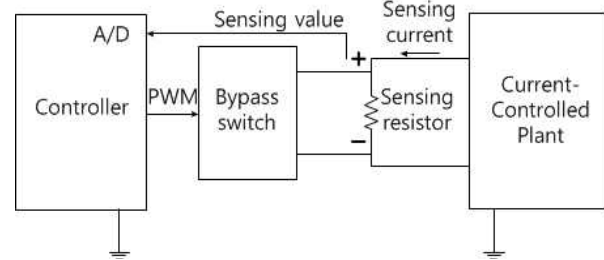 Sensing value
Sensing
current
A/D
+
Controller
PWM
Bypass
switch
Sensing
resistor
−
Current-
Controlled
Plant